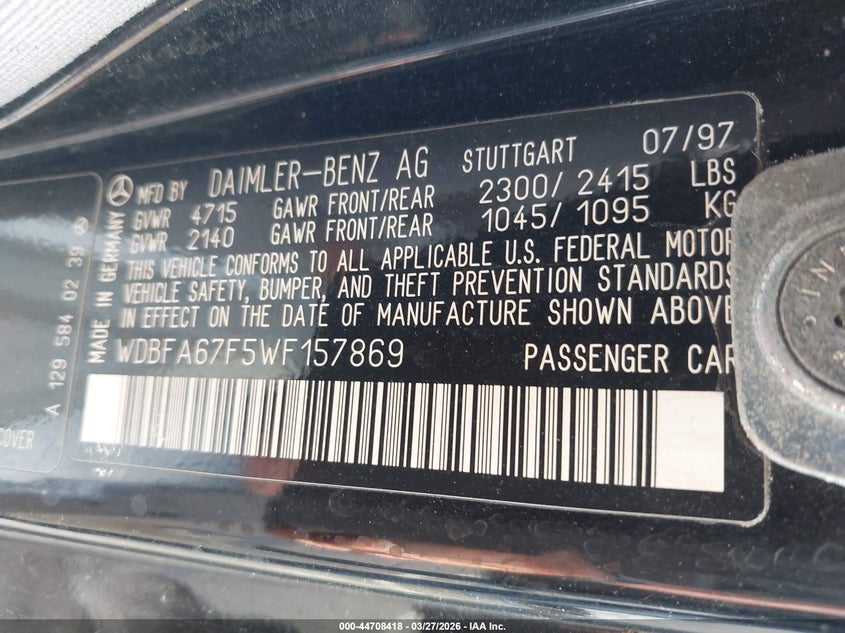 MFD BY DAIMLER-BENZ AG STUTTGART 07/97
GVWR 4715 GAWR FRONT/REAR 2300/2415 LBS
GVWR 2140 GAWR FRONT/REAR 1045/1095 KG
THIS VEHICLE CONFORMS TO ALL APPLICABLE U.S. FEDERAL MOTOR
VEHICLE SAFETY, BUMPER, AND THEFT PREVENTION STANDARDS
IN EFFECT ON THE DATE OF MANUFACTURE SHOWN ABOVE
WDBFA67F5WF157869 PASSENGER CAR
MADE IN GERMANY
A 129 584 02 39
COVER
000-44708418 - 03/27/2026 - IAA Inc.